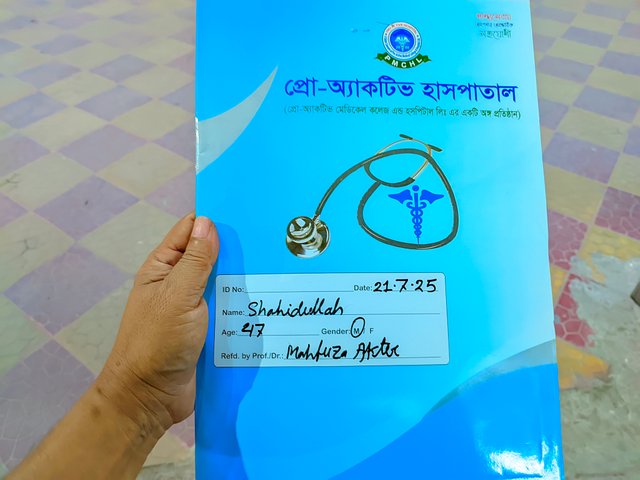 PMCHL
প্রো-অ্যাকটিভ হাসপাতাল
(প্রো-অ্যাকটিভ মেডিকেল কলেজ এন্ড হসপিটাল লিঃ এর একটি অঙ্গ প্রতিষ্ঠান)
ID No: Date: 21.7.25
Name: Shahidullah
Age: 47 Gender: M F
Refd. by Prof./Dr.: Mahfuza Akter